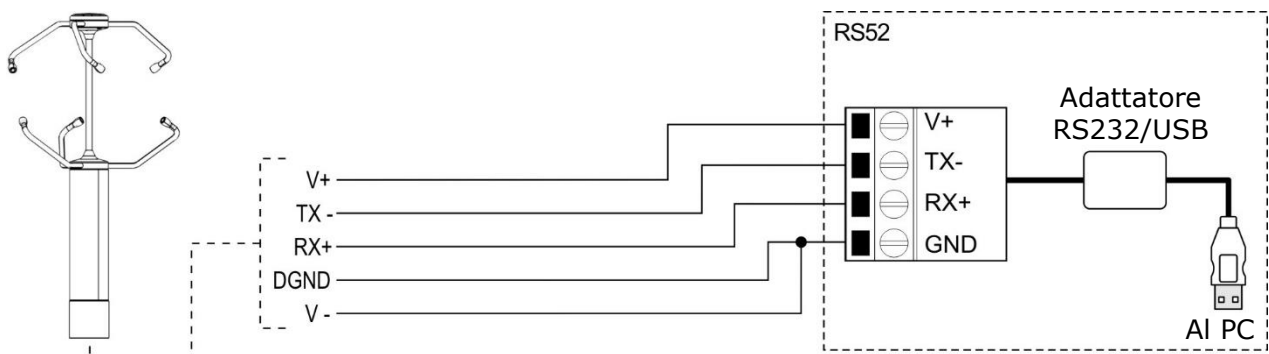 RS52
Adattatore
RS232/USB
V+
TX-
RX+
GND
V+
TX -
RX+
DGND
V -
Al PC